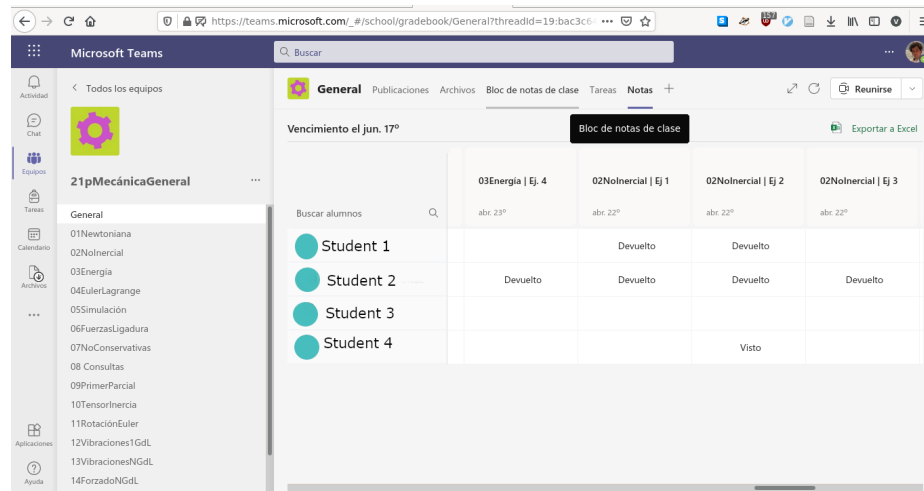 https://teams.microsoft.com/_#/school/gradebook/General?threadId=19:bac3c64
157
Microsoft Teams
Buscar
Actividad
Chat
Equipos
Tareas
Calendario
Archivos
Aplicaciones
Ayuda
Todos los equipos
21pMecánicaGeneral
General
01Newtoniana
02NoInercial
03Energía
04EulerLagrange
05Simulación
06FuerzasLigadura
07NoConservativas
08 Consultas
09PrimerParcial
10TensorInercia
11RotaciónEuler
12Vibraciones1GdL
13VibracionesNGdL
14ForzadoNGdL
General Publicaciones Archivos Bloc de notas de clase Tareas Notas + Reunirse
Vencimiento el jun. 17º Bloc de notas de clase Exportar a Excel
03Energía | Ej. 4 02NoInercial | Ej 1 02NoInercial | Ej 2 02NoInercial | Ej 3
Buscar alumnos abr. 23º abr. 22º abr. 22º abr. 22º
Student 1 Devuelto Devuelto
Student 2 Devuelto Devuelto Devuelto Devuelto
Student 3
Student 4 Visto